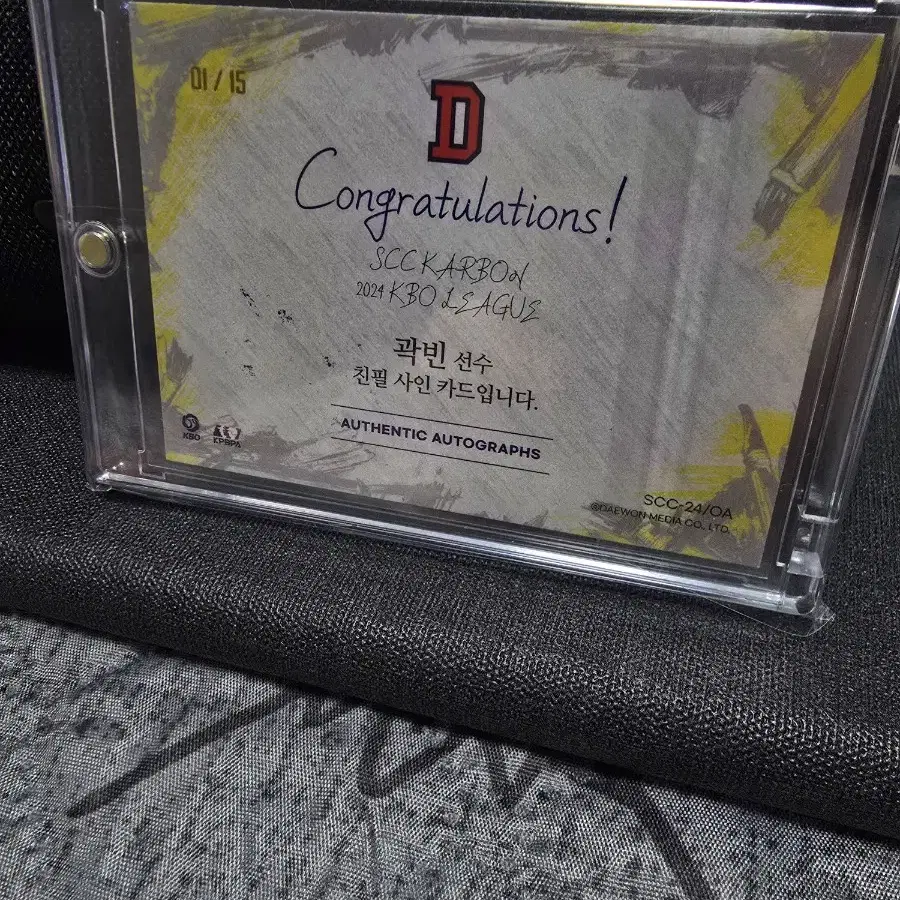 01 / 15
D
Congratulations!
SCC KARBON
2024 KBO LEAGUE
곽빈 선수
친필 사인 카드입니다.
AUTHENTIC AUTOGRAPHS
KBO
KPBPA
SCC-24/OA
©DAEWON MEDIA CO., LTD.